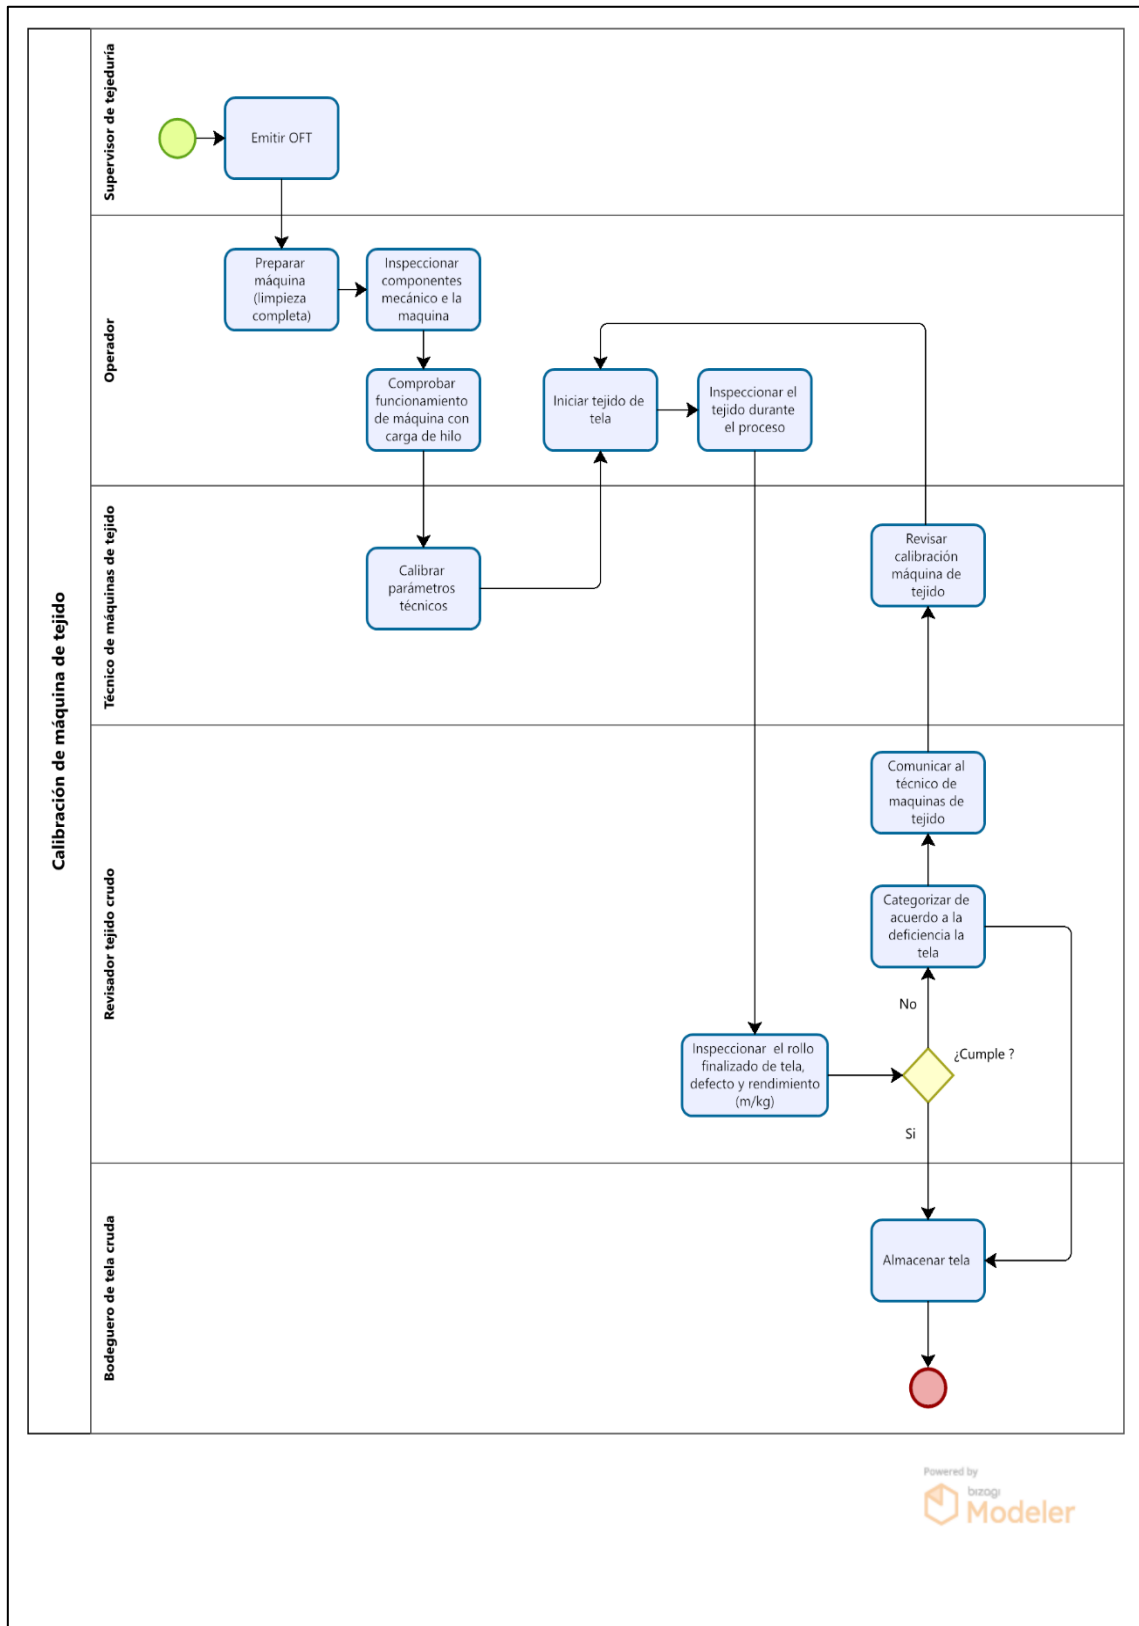 Calibración de máquina de tejido
Supervisor de tejeduría
Emitir OFT
Operador
Preparar
máquina
(limpieza
completa)
Inspeccionar
componentes
mecánico e la
maquina
Comprobar
funcionamiento
de máquina con
carga de hilo
Iniciar tejido de
tela
Inspeccionar el
tejido durante
el proceso
Técnico de máquinas de tejido
Calibrar
parámetros
técnicos
Revisar
calibración
máquina de
tejido
Revisador tejido crudo
Comunicar al
técnico de
maquinas de
tejido
Categorizar de
acuerdo a la
deficiencia la
tela
No
Inspeccionar el rollo
finalizado de tela,
defecto y rendimiento
(m/kg)
¿Cumple ?
Si
Bodeguero de tela cruda
Almacenar tela
Powered by
bizagi
Modeler